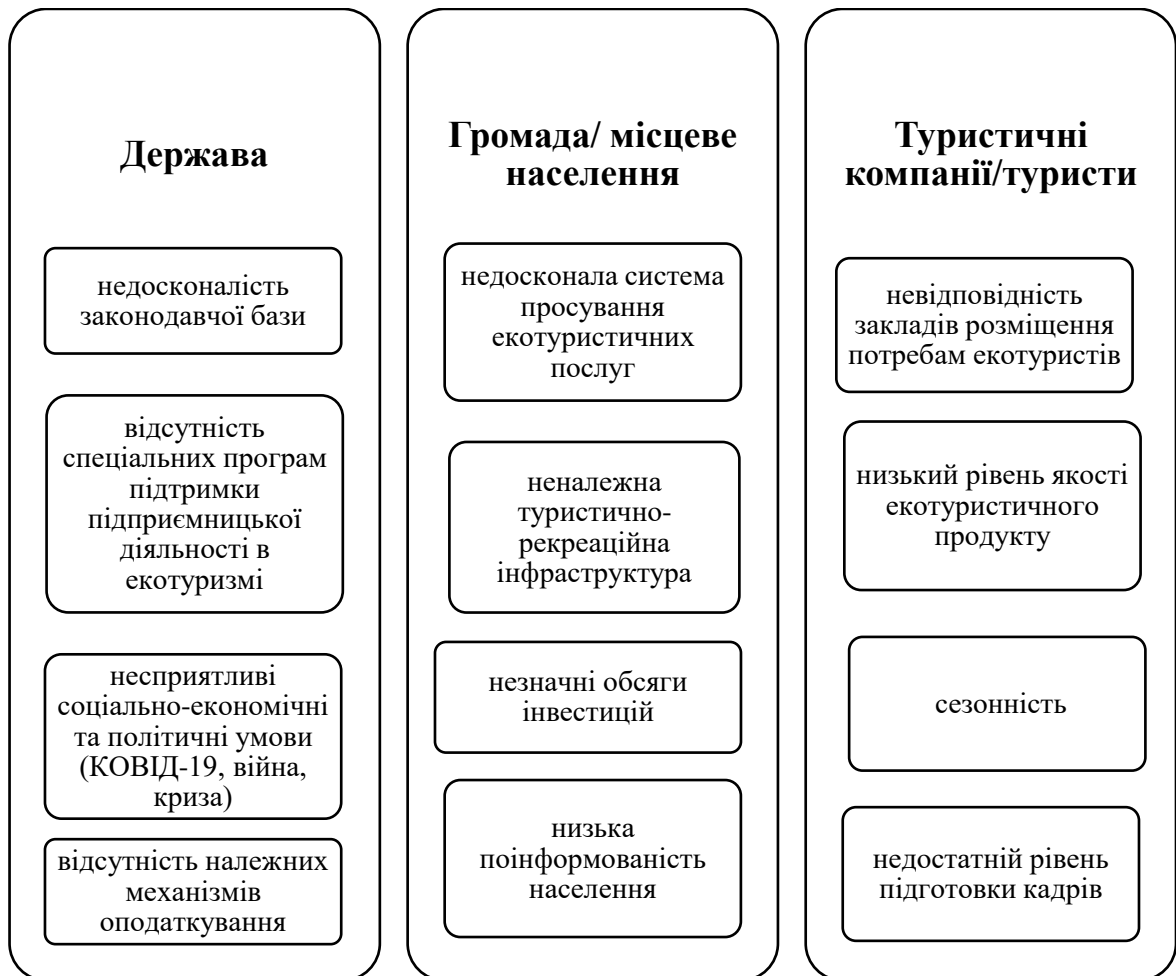 Держава
недосконалість
законодавчої бази
відсутність
спеціальних програм
підтримки
підприємницької
діяльності в
екотуризмі
несприятливі
соціально-економічні
та політичні умови
(КОВІД-19, війна,
криза)
відсутність належних
механізмів
оподаткування
Громада/ місцеве
населення
недосконала система
просування
екотуристичних
послуг
неналежна
туристично-
рекреаційна
інфраструктура
незначні обсяги
інвестицій
низька
поінформованість
населення
Туристичні
компанії/туристи
невідповідність
закладів розміщення
потребам екотуристів
низький рівень якості
екотуристичного
продукту
сезонність
недостатній рівень
підготовки кадрів